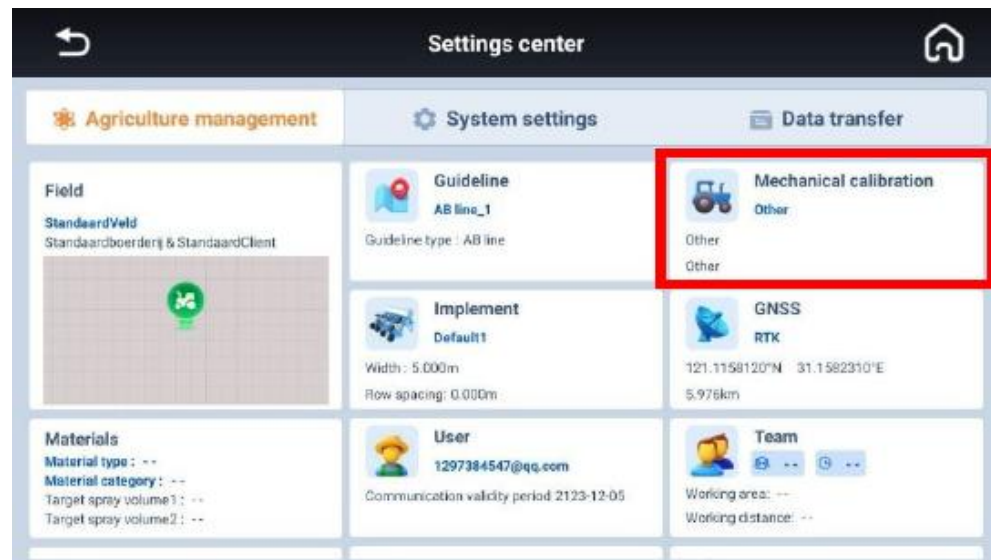 Settings center
Agriculture management
System settings
Data transfer
Field
StandaardVeld
Standaardboerderij & StandaardClient
Guideline
AB line_1
Guideline type : AB line
Mechanical calibration
Other
Other
Other
Implement
Default1
Width : 5.000m
Row spacing: 0.000m
GNSS
RTK
121.1158120°N 31.1582310°E
5.976km
Materials
Material type : --
Material category : --
Target spray volume1 : --
Target spray volume2 : --
User
1297384547@qq.com
Communication validity period 2123-12-05
Team
-- --
Working area: --
Working distance: --